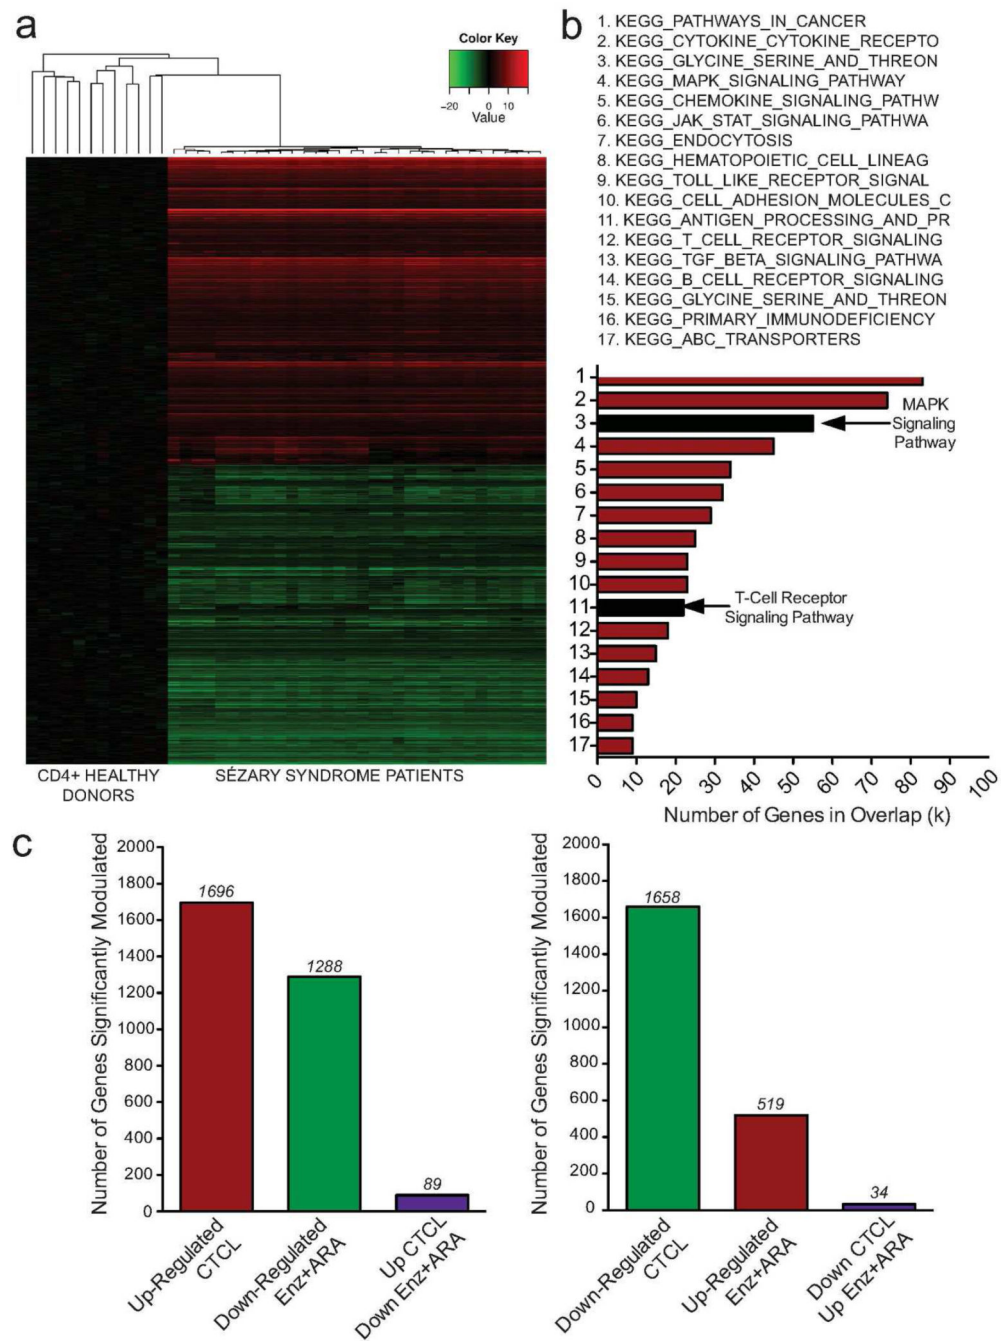 a
Color Key
−20
0
10
Value
CD4+ HEALTHY
DONORS
SÉZARY SYNDROME PATIENTS
b
1. KEGG_PATHWAYS_IN_CANCER
2. KEGG_CYTOKINE_CYTOKINE_RECEPTO
3. KEGG_GLYCINE_SERINE_AND_THREON
4. KEGG_MAPK_SIGNALING_PATHWAY
5. KEGG_CHEMOKINE_SIGNALING_PATHW
6. KEGG_JAK_STAT_SIGNALING_PATHWA
7. KEGG_ENDOCYTOSIS
8. KEGG_HEMATOPOIETIC_CELL_LINEAG
9. KEGG_TOLL_LIKE_RECEPTOR_SIGNAL
10. KEGG_CELL_ADHESION_MOLECULES_C
11. KEGG_ANTIGEN_PROCESSING_AND_PR
12. KEGG_T_CELL_RECEPTOR_SIGNALING
13. KEGG_TGF_BETA_SIGNALING_PATHWA
14. KEGG_B_CELL_RECEPTOR_SIGNALING
15. KEGG_GLYCINE_SERINE_AND_THREON
16. KEGG_PRIMARY_IMMUNODEFICIENCY
17. KEGG_ABC_TRANSPORTERS
1
2
3
4
5
6
7
8
9
10
11
12
13
14
15
16
17
MAPK
Signaling
Pathway
T-Cell Receptor
Signaling Pathway
0
10
20
30
40
50
60
70
80
90
100
Number of Genes in Overlap (k)
c
Number of Genes Significantly Modulated
2000
1800
1600
1400
1200
1000
800
600
400
200
0
1696
1288
89
Up-Regulated
CTCL
Down-Regulated
Enz+ARA
Up CTCL
Down Enz+ARA
Number of Genes Significantly Modulated
2000
1800
1600
1400
1200
1000
800
600
400
200
0
1658
519
34
Down-Regulated
CTCL
Up-Regulated
Enz+ARA
Down CTCL
Up Enz+ARA